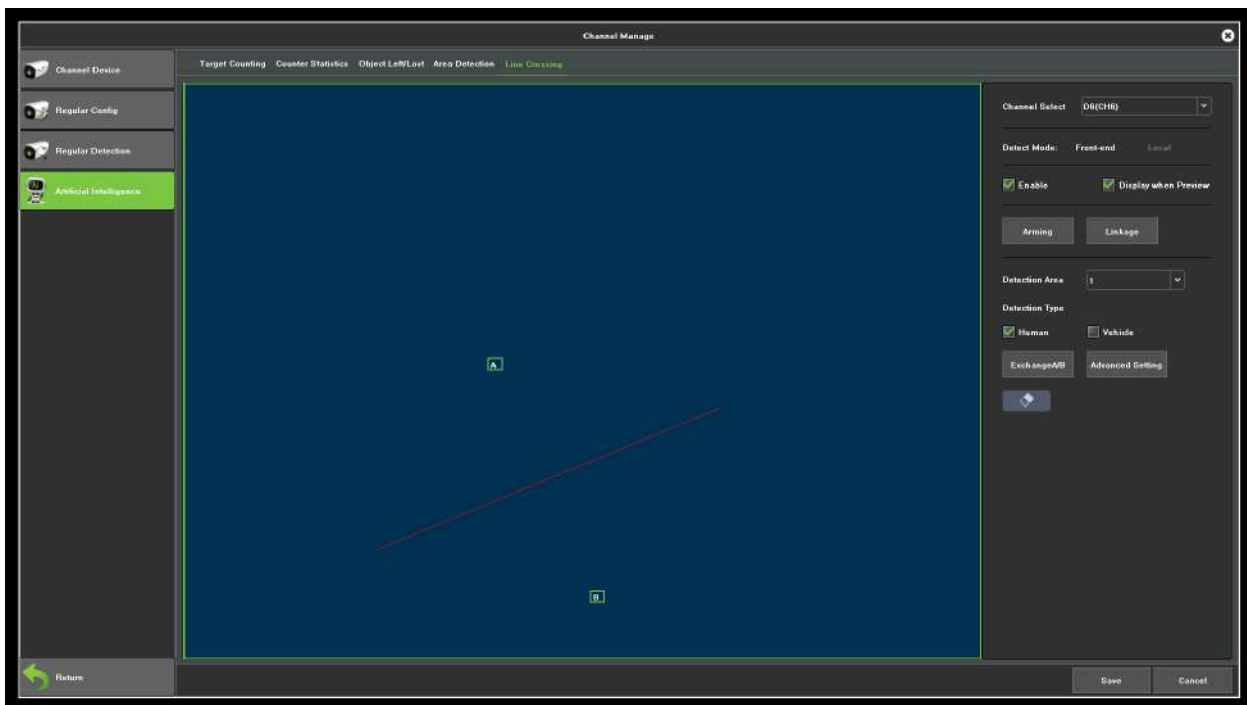 Channel Manage
Channel Device
Regular Config
Regular Detection
Artificial Intelligence
Return
Target Counting Counter Statistics Object Left/Lost Area Detection Line Crossing
A
B
Channel Select D6(CH6)
Detect Mode: Front-end Local
Enable Display when Preview
Arming Linkage
Detection Area 1
Detection Type
Human Vehicle
ExchangeA/B Advanced Setting
Save Cancel